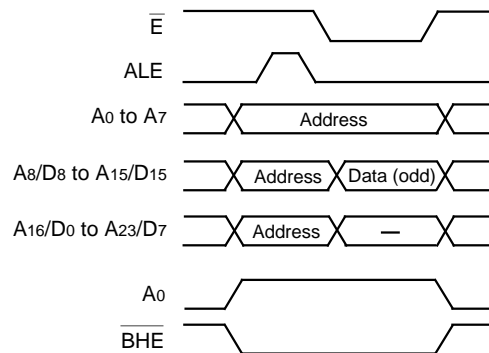 E
ALE
A0 to A7
Address
A8/D8 to A15/D15
Address
Data (odd)
A16/D0 to A23/D7
Address
–
A0
BHE